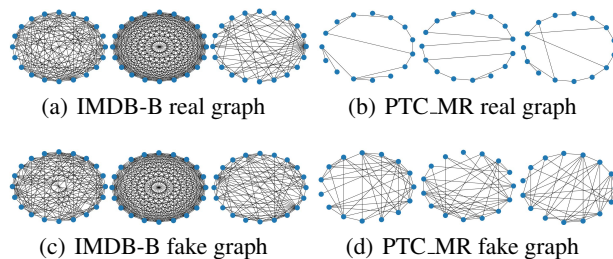 (a) IMDB-B real graph
(b) PTC_MR real graph
(c) IMDB-B fake graph
(d) PTC_MR fake graph